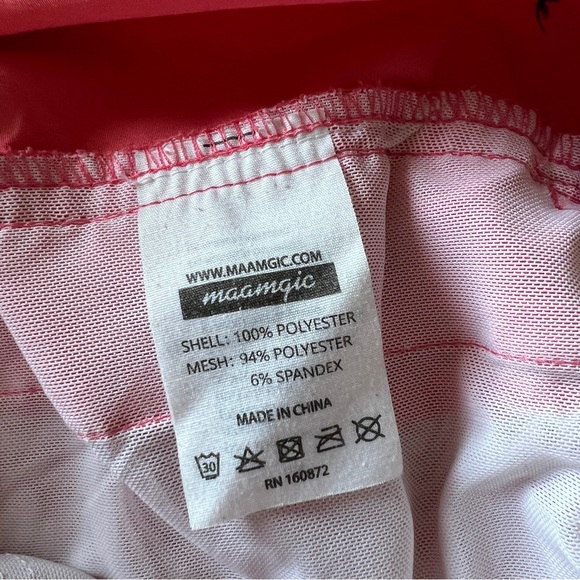 WWW.MAAMGIC.COM
maamgic
SHELL: 100% POLYESTER
MESH: 94% POLYESTER
6% SPANDEX
MADE IN CHINA
30
RN 160872